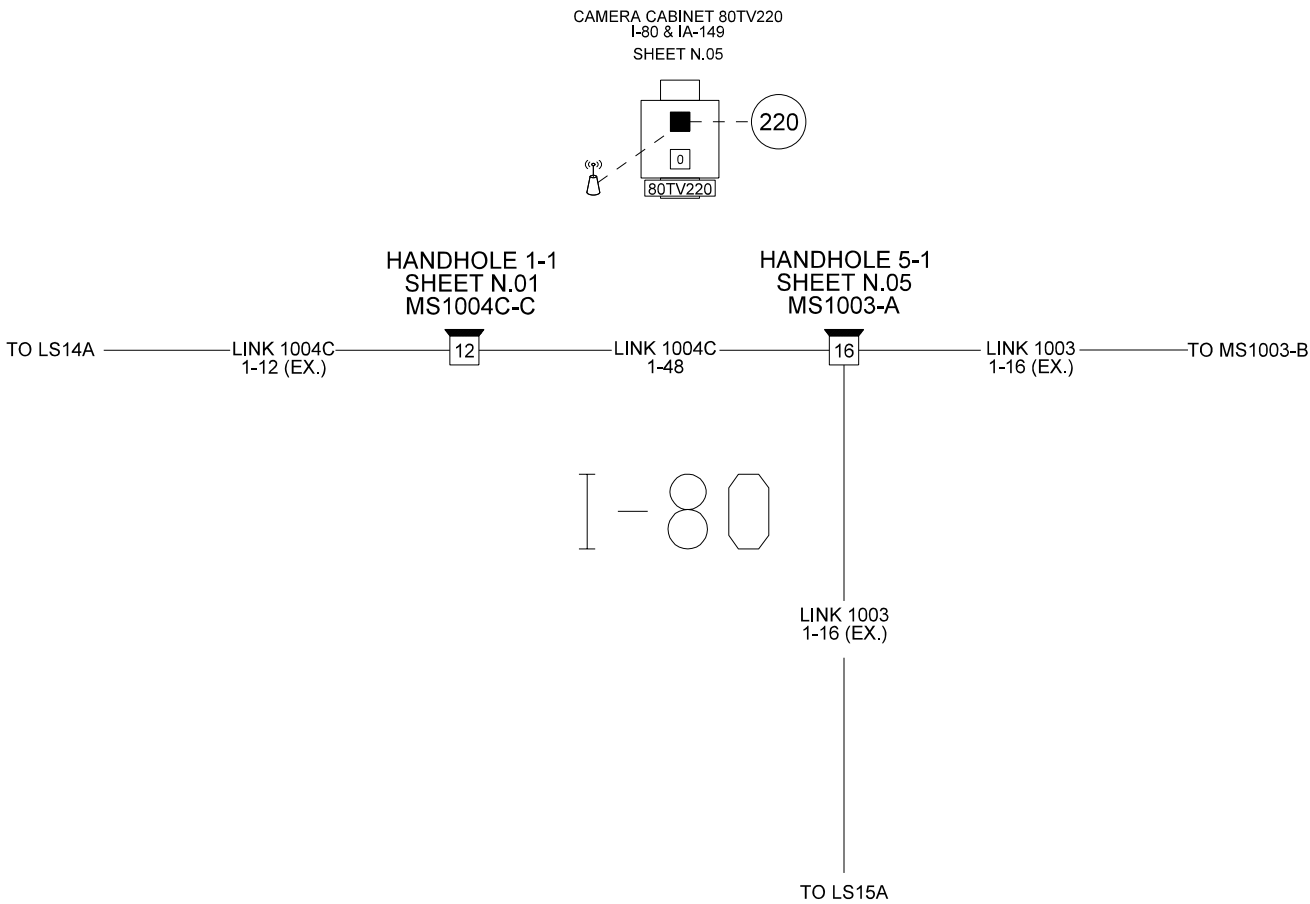 CAMERA CABINET 80TV220
I-80 & IA-149
SHEET N.05
220
0
80TV220
HANDHOLE 1-1
SHEET N.01
MS1004C-C
HANDHOLE 5-1
SHEET N.05
MS1003-A
TO LS14A
LINK 1004C
1-12 (EX.)
12
LINK 1004C
1-48
16
LINK 1003
1-16 (EX.)
TO MS1003-B
I-80
LINK 1003
1-16 (EX.)
TO LS15A